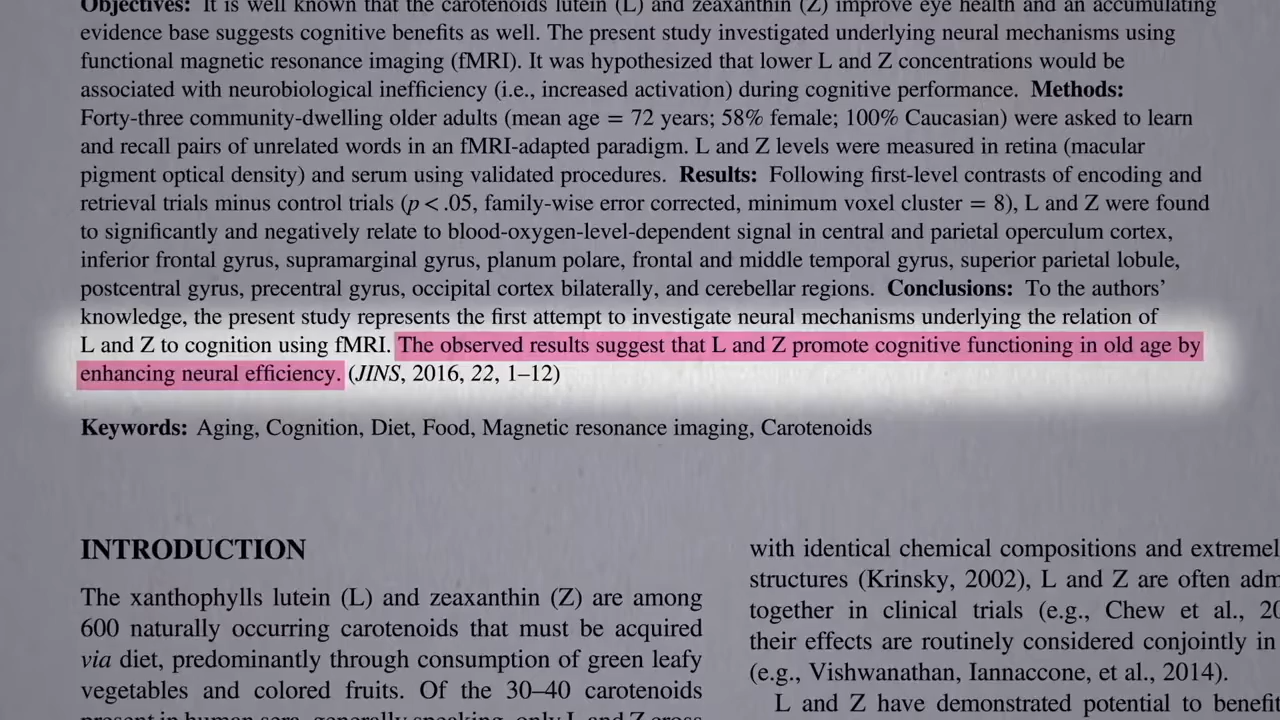 Objectives: It is well known that the carotenoids lutein (L) and zeaxanthin (Z) improve eye health and an accumulating
evidence base suggests cognitive benefits as well. The present study investigated underlying neural mechanisms using
functional magnetic resonance imaging (fMRI). It was hypothesized that lower L and Z concentrations would be
associated with neurobiological inefficiency (i.e., increased activation) during cognitive performance. Methods:
Forty-three community-dwelling older adults (mean age = 72 years; 58% female; 100% Caucasian) were asked to learn
and recall pairs of unrelated words in an fMRI-adapted paradigm. L and Z levels were measured in retina (macular
pigment optical density) and serum using validated procedures. Results: Following first-level contrasts of encoding and
retrieval trials minus control trials (p < .05, family-wise error corrected, minimum voxel cluster = 8), L and Z were found
to significantly and negatively relate to blood-oxygen-level-dependent signal in central and parietal operculum cortex,
inferior frontal gyrus, supramarginal gyrus, planum polare, frontal and middle temporal gyrus, superior parietal lobule,
postcentral gyrus, precentral gyrus, occipital cortex bilaterally, and cerebellar regions. Conclusions: To the authors’
knowledge, the present study represents the first attempt to investigate neural mechanisms underlying the relation of
L and Z to cognition using fMRI. The observed results suggest that L and Z promote cognitive functioning in old age by
enhancing neural efficiency. (JINS, 2016, 22, 1–12)
Keywords: Aging, Cognition, Diet, Food, Magnetic resonance imaging, Carotenoids
INTRODUCTION
The xanthophylls lutein (L) and zeaxanthin (Z) are among
600 naturally occurring carotenoids that must be acquired
via diet, predominantly through consumption of green leafy
vegetables and colored fruits. Of the 30–40 carotenoids
present in human sera, generally speaking, only L and Z cross
with identical chemical compositions and extremel
structures (Krinsky, 2002), L and Z are often adm
together in clinical trials (e.g., Chew et al., 20
their effects are routinely considered conjointly in
(e.g., Vishwanathan, Iannaccone, et al., 2014).
L and Z have demonstrated potential to benefi